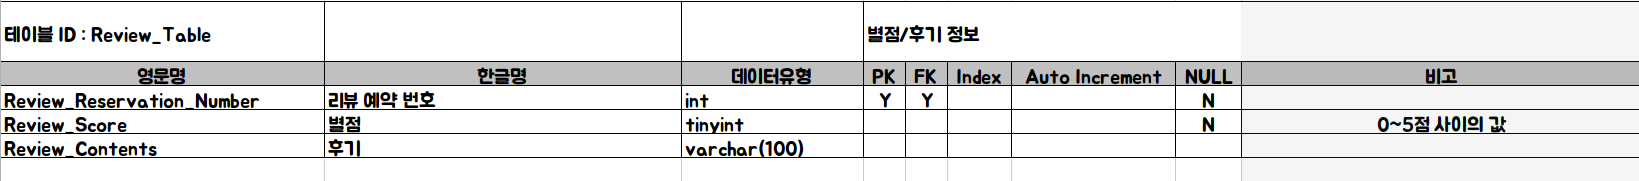 테이블 ID : Review_Table 별점/후기 정보
영문명 한글명 데이터유형 PK FK Index Auto Increment NULL 비고
Review_Reservation_Number 리뷰 예약 번호 int Y Y N
Review_Score 별점 tinyint N 0~5점 사이의 값
Review_Contents 후기 varchar(100)